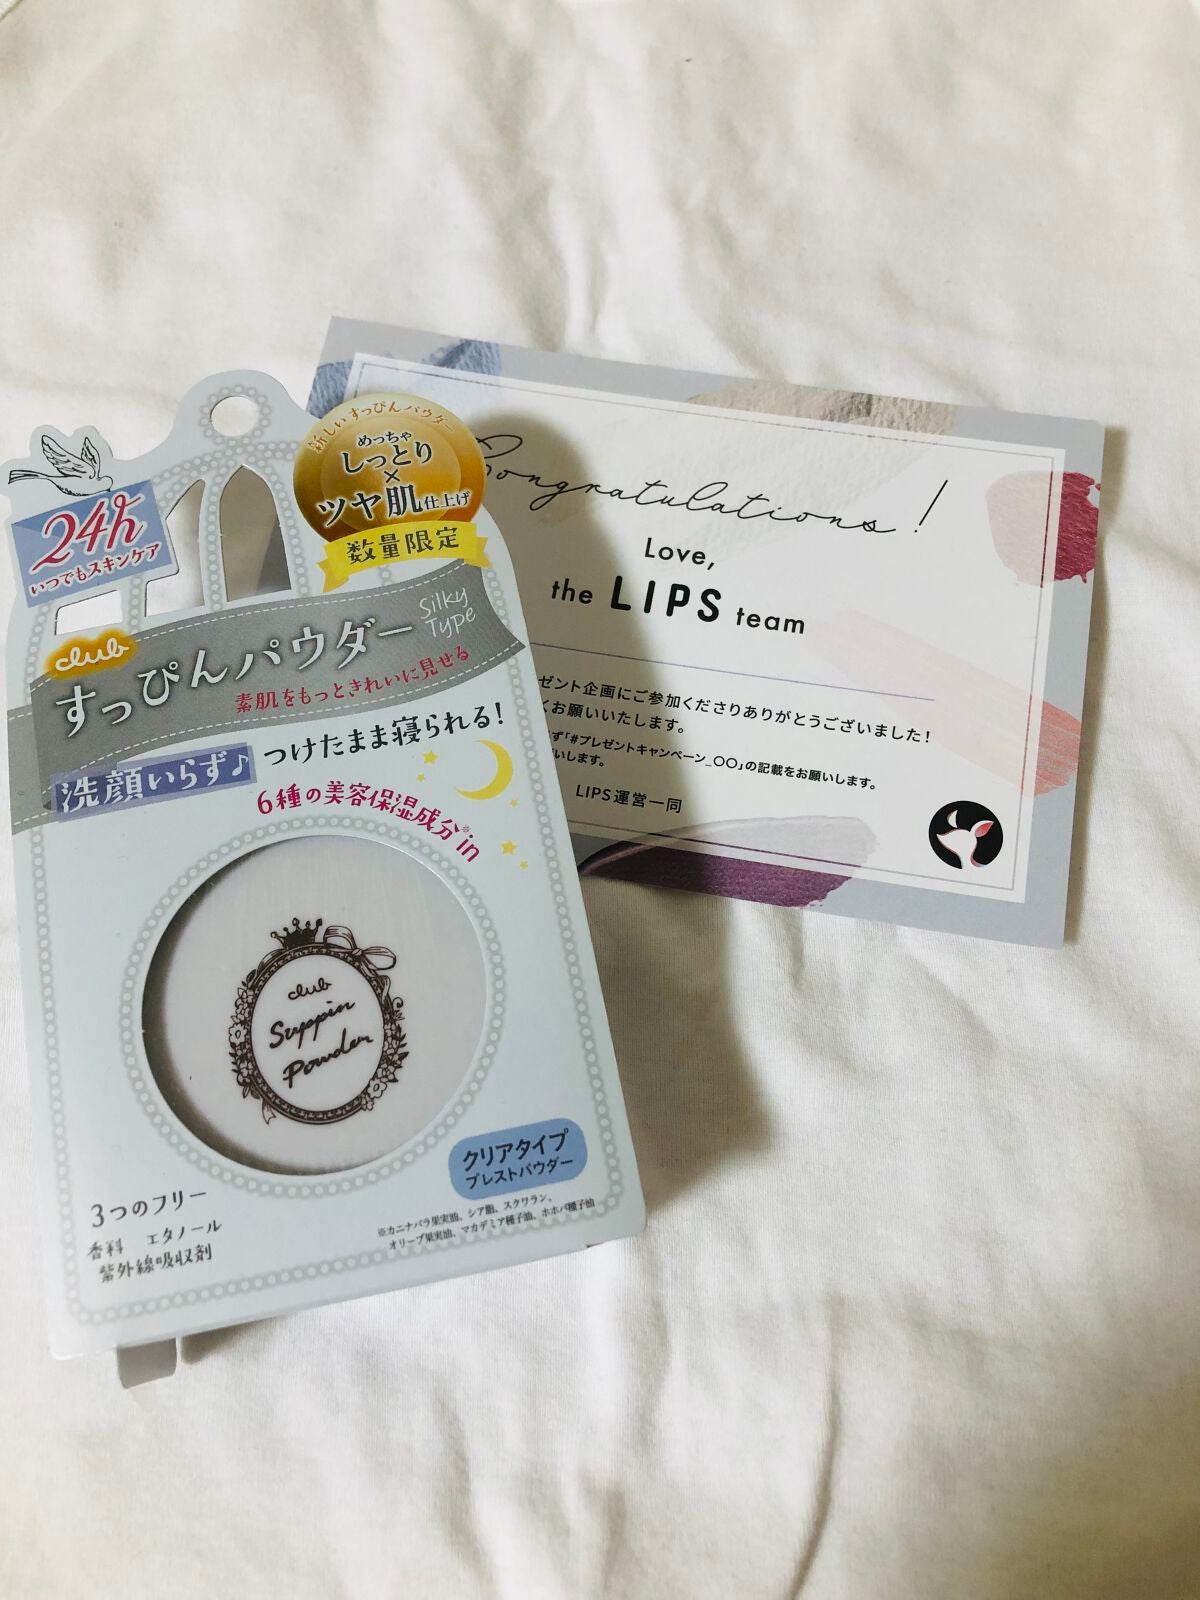 新しいすっぴんパウダー
めっちゃ
しっとり
×
ツヤ肌仕上げ
数量限定
24h
いつでもスキンケア
club
すっぴんパウダー
Silky
Type
素肌をもっときれいに見せる
洗顔いらず♪
つけたまま寝られる!
6種の美容保湿成分※in
club
Suppin
Powder
クリアタイプ
プレストパウダー
3つのフリー
香料 エタノール
紫外線吸収剤
※カニナバラ果実油、シア脂、スクワラン、
オリーブ果実油、マカデミア種子油、ホホバ種子油
Congratulations!
Love,
the LIPS team
ゼント企画にご参加くださりありがとうございました!
くお願いいたします。
ず「#プレゼントキャンペーン_〇〇」の記載をお願いします。
いします。
LIPS運営一同